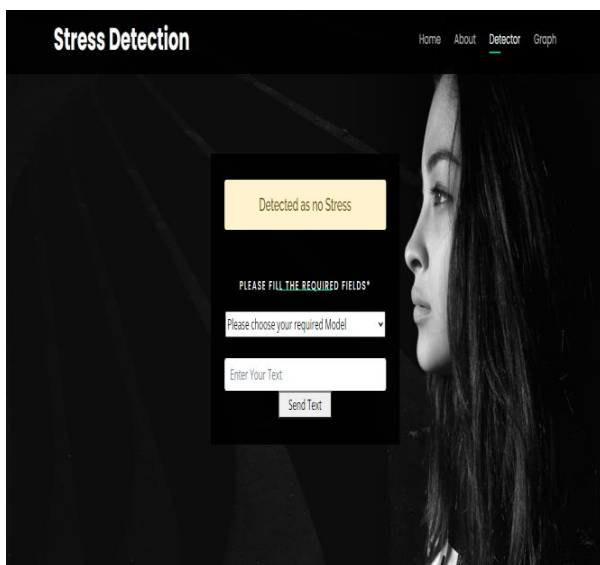 Stress Detection
Home About Detector Graph
Detected as no Stress
PLEASE FILL THE REQUIRED FIELDS*
Please choose your required Model
Enter Your Text
Send Text